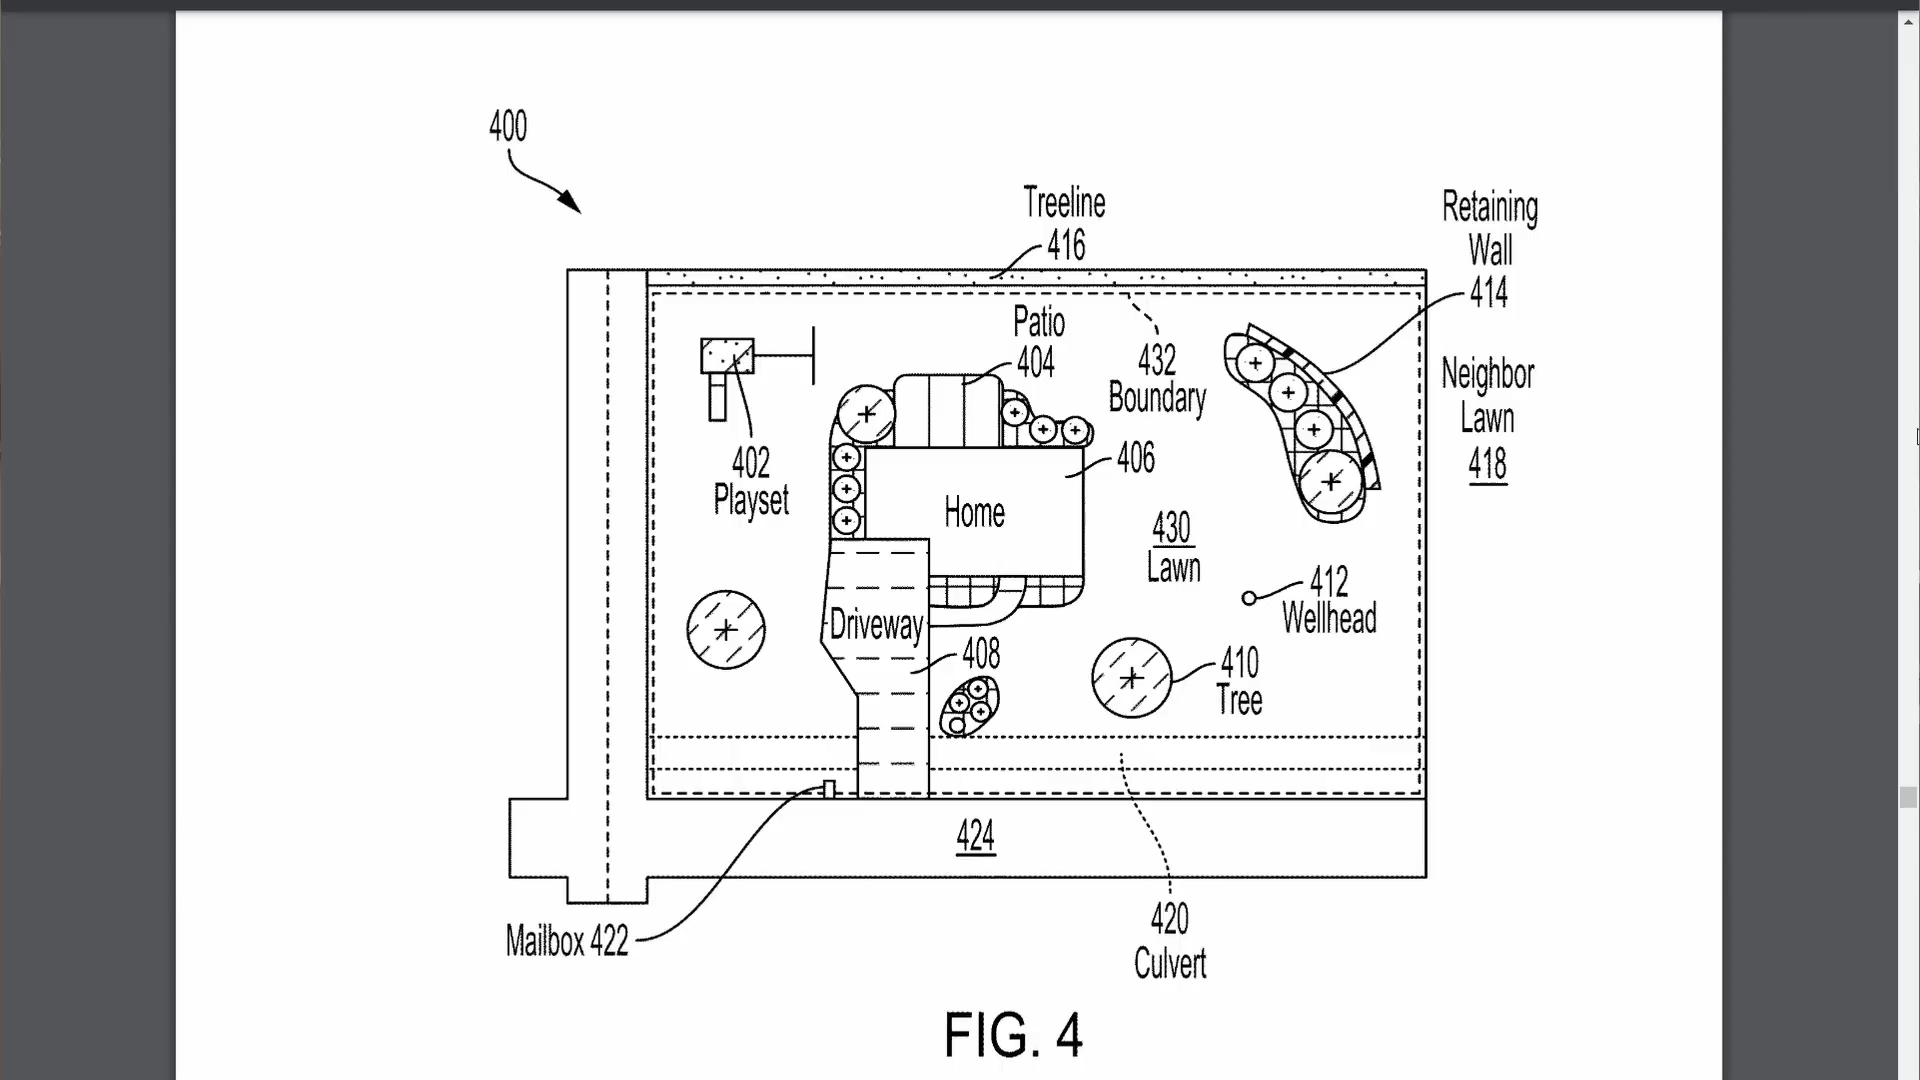 400
Treeline
416
Retaining
Wall
414
Patio
404
432
Boundary
Neighbor
Lawn
418
402
Playset
406
Home
430
Lawn
412
Wellhead
Driveway
408
410
Tree
424
Mailbox 422
420
Culvert
FIG. 4